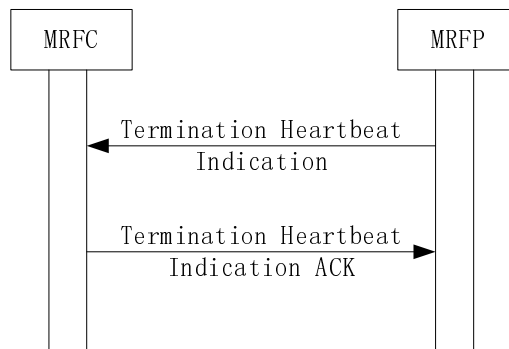 MRFC
MRFP
Termination Heartbeat
Indication
Termination Heartbeat
Indication ACK